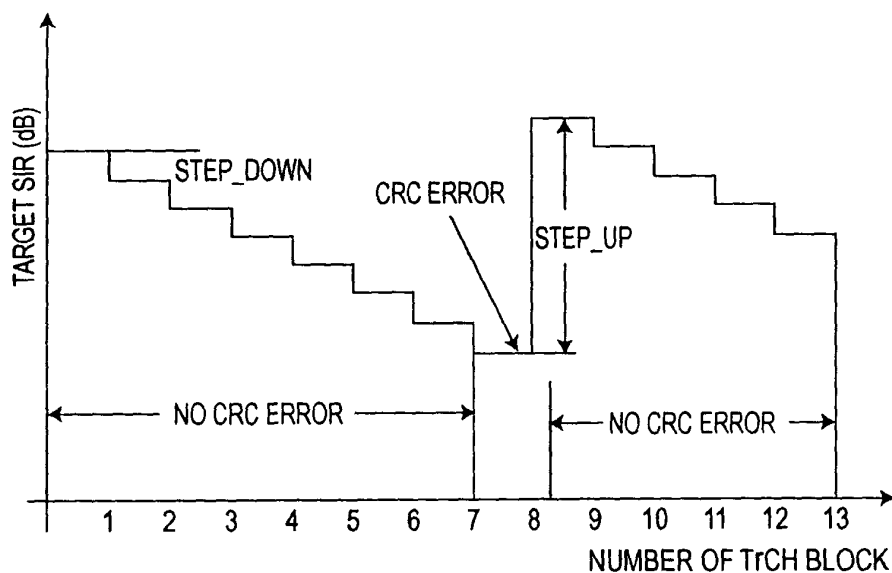 TARGET SIR (dB)
STEP_DOWN
CRC ERROR
STEP_UP
NO CRC ERROR
NO CRC ERROR
1 2 3 4 5 6 7 8 9 10 11 12 13
NUMBER OF TrCH BLOCK